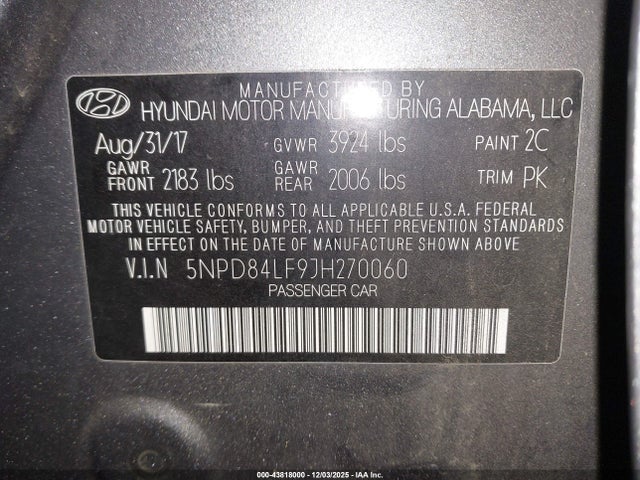 MANUFACTURED BY
HYUNDAI MOTOR MANUFACTURING ALABAMA, LLC
Aug/31/17 GVWR 3924 lbs PAINT 2C
GAWR FRONT 2183 lbs GAWR REAR 2006 lbs TRIM PK
THIS VEHICLE CONFORMS TO ALL APPLICABLE U.S.A. FEDERAL
MOTOR VEHICLE SAFETY, BUMPER, AND THEFT PREVENTION STANDARDS
IN EFFECT ON THE DATE OF MANUFACTURE SHOWN ABOVE
V.I.N 5NPD84LF9JH270060
PASSENGER CAR
000-43818000 - 12/03/2025 - IAA Inc.